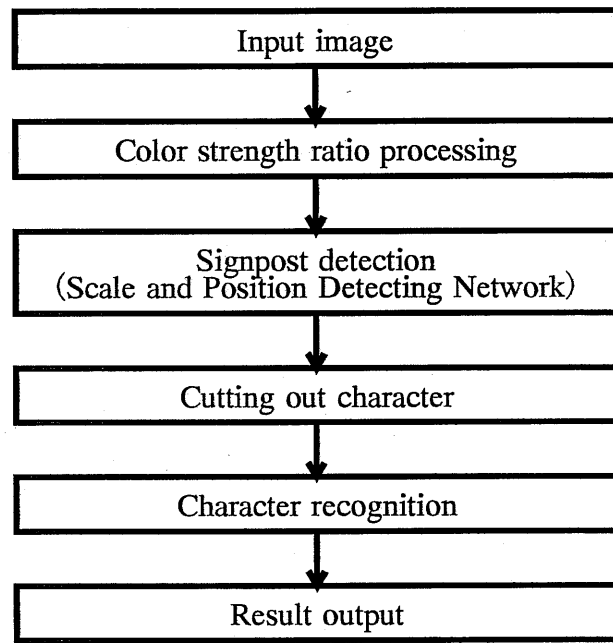 Input image
Color strength ratio processing
Signpost detection
(Scale and Position Detecting Network)
Cutting out character
Character recognition
Result output